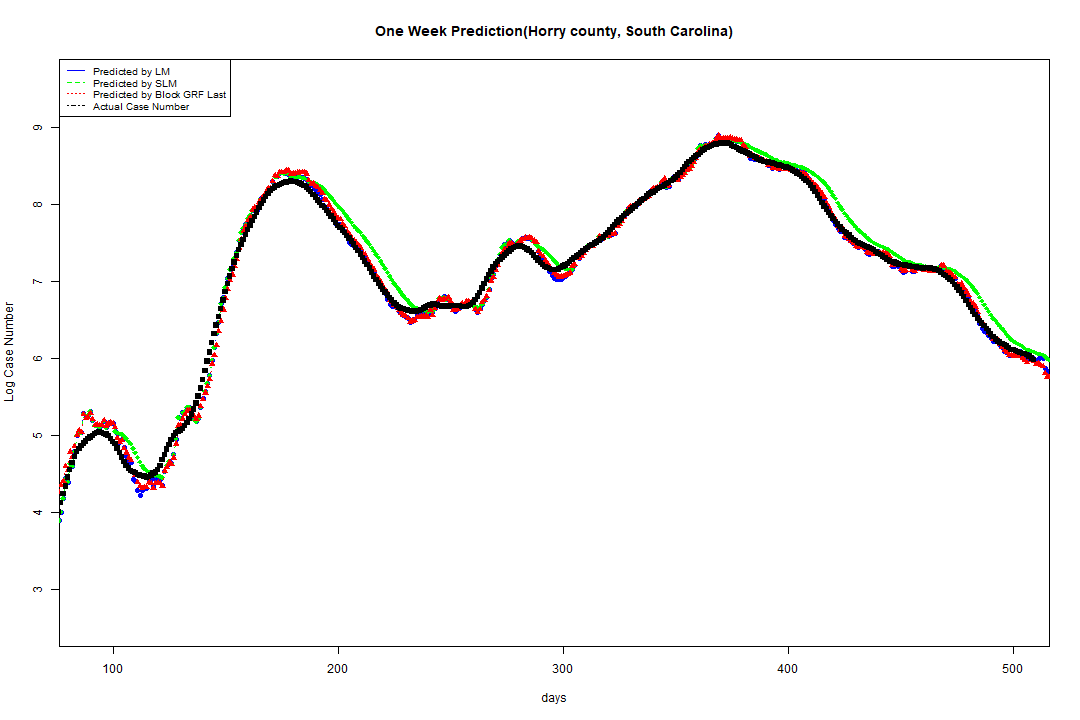 One Week Prediction(Horry county, South Carolina)
Predicted by LM
Predicted by SLM
Predicted by Block GRF Last
Actual Case Number
9
8
7
6
5
4
3
Log Case Number
100 200 300 400 500
days